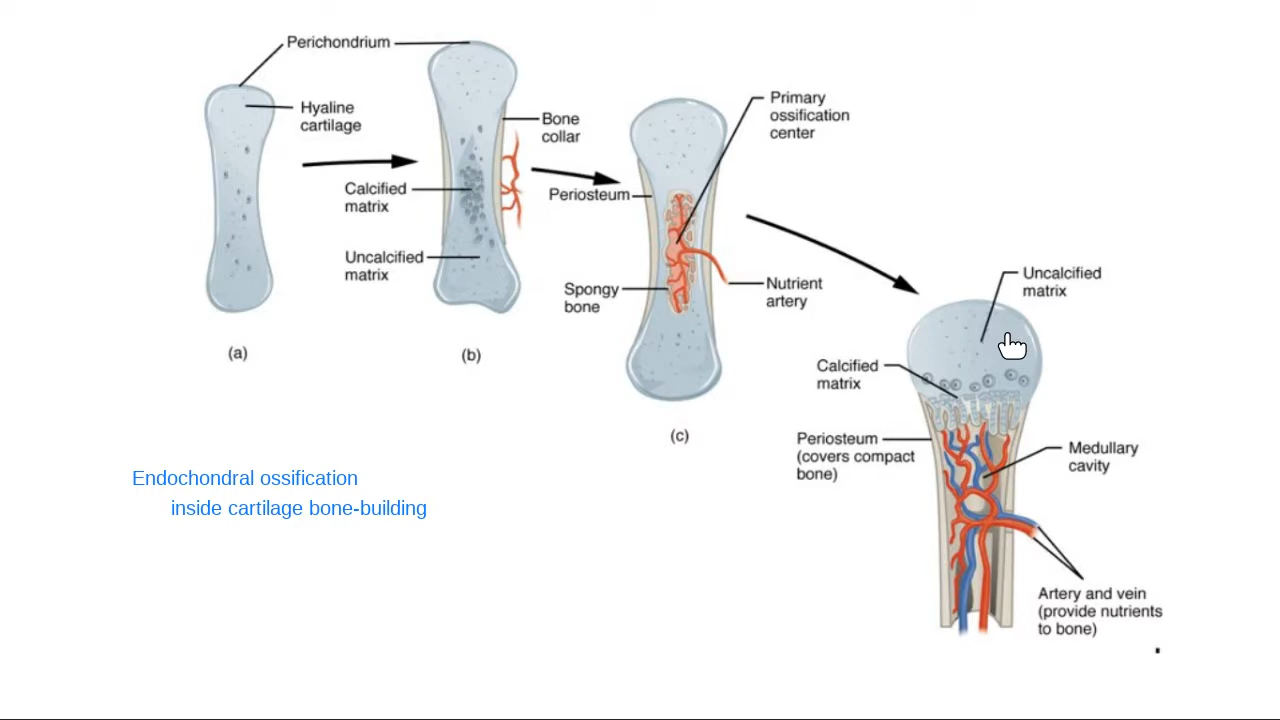 Perichondrium
Hyaline
cartilage
(a)
Bone
collar
Calcified
matrix
Uncalcified
matrix
(b)
Primary
ossification
center
Periosteum
Spongy
bone
Nutrient
artery
(c)
Uncalcified
matrix
Calcified
matrix
Periosteum
(covers compact
bone)
Medullary
cavity
Artery and vein
(provide nutrients
to bone)
Endochondral ossification
inside cartilage bone-building